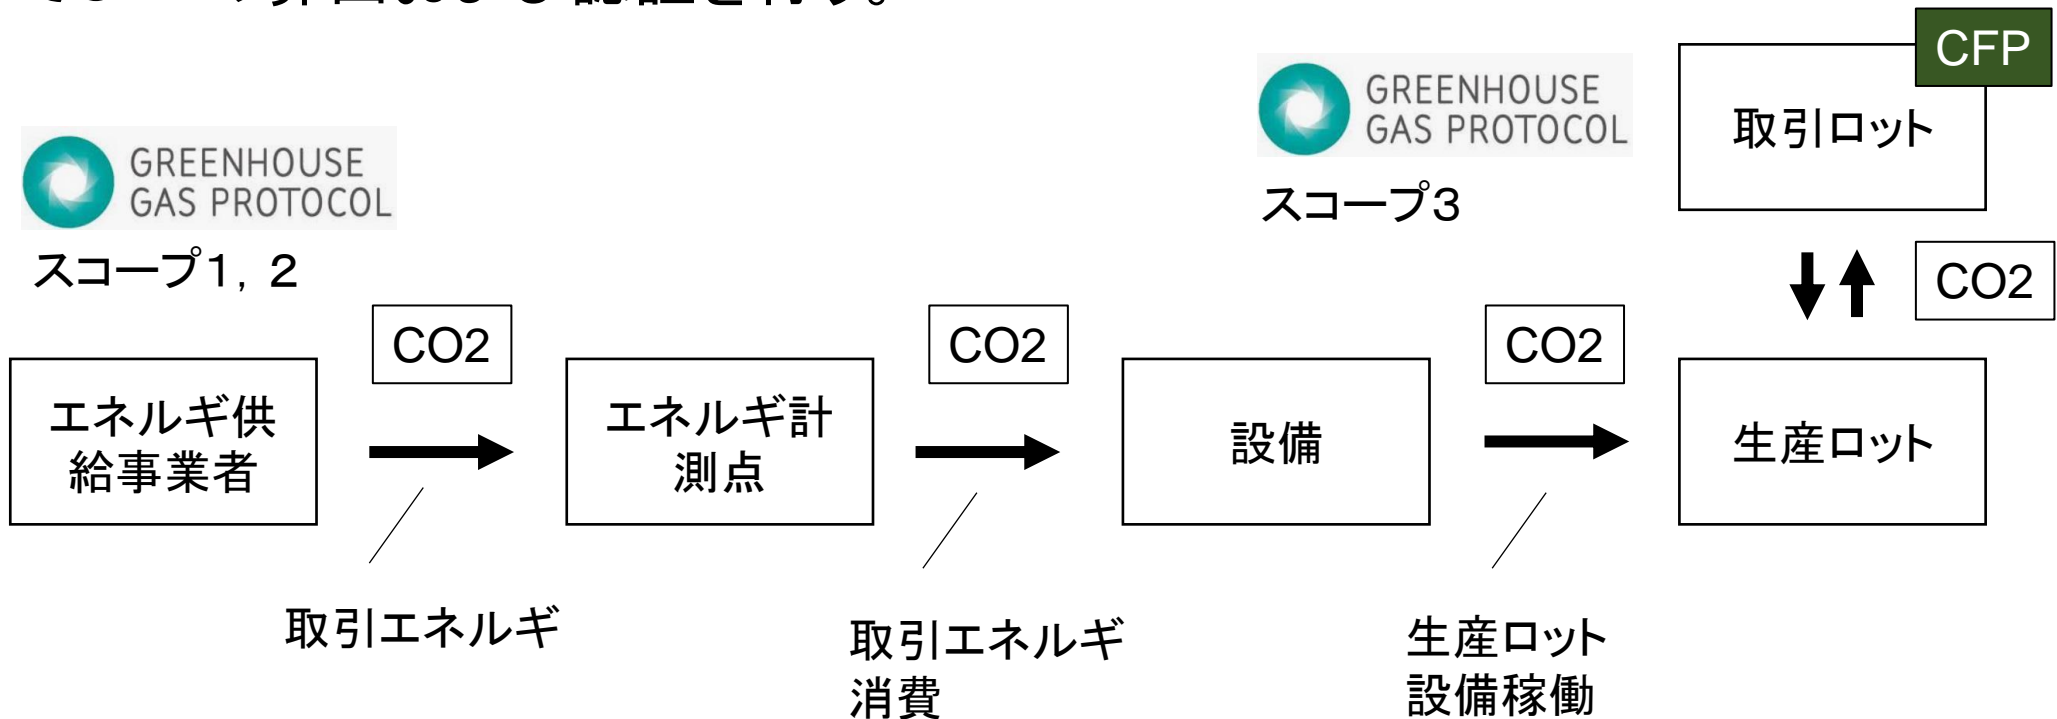 CFP
GREENHOUSE
GAS PROTOCOL
取引ロット
GREENHOUSE
GAS PROTOCOL
スコープ3
スコープ1, 2
CO2
CO2
CO2
CO2
エネルギ供
給事業者
エネルギ計
測点
設備
生産ロット
取引エネルギ
取引エネルギ
消費
生産ロット
設備稼働